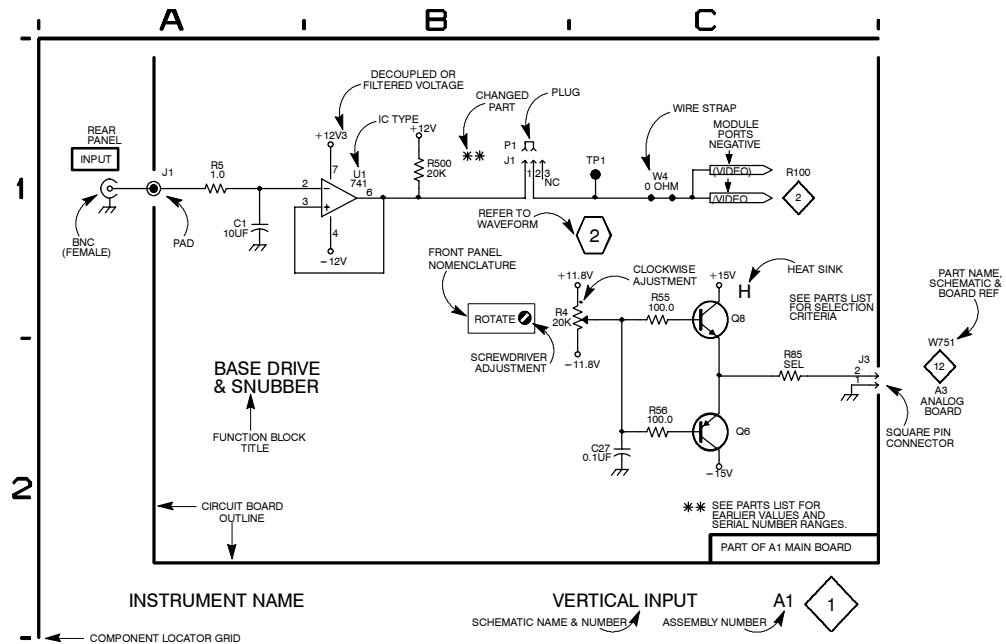 A B C
DECOUPLED OR
FILTERED VOLTAGE
CHANGED
PART
PLUG
WIRE STRAP
REAR
PANEL
INPUT
+12V3
IC TYPE
+12V
**
P1
MODULE
PORTS
NEGATIVE
1
J1
R5
1.0
7
U1
741
R500
20K
J1
1 2 3
NC
TP1
W4
0 OHM
(VIDEO)
/VIDEO
R100
2
2
3
6
4
-12V
C1
10UF
BNC
(FEMALE)
PAD
REFER TO
WAVEFORM
2
FRONT PANEL
NOMENCLATURE
+11.8V
CLOCKWISE
AJUSTMENT
+15V
H
HEAT SINK
PART NAME,
SCHEMATIC &
BOARD REF
ROTATE
R4
20K
R55
100.0
Q8
SEE PARTS LIST
FOR SELECTION
CRITERIA
SCREWDRIVER
ADJUSTMENT
-11.8V
BASE DRIVE
& SNUBBER
R85
SEL
J3
2
1
W751
12
A3
ANALOG
BOARD
FUNCTION BLOCK
TITLE
R56
100.0
Q6
SQUARE PIN
CONNECTOR
C27
0.1UF
-15V
2
CIRCUIT BOARD
OUTLINE
** SEE PARTS LIST FOR
EARLIER VALUES AND
SERIAL NUMBER RANGES.
PART OF A1 MAIN BOARD
INSTRUMENT NAME
VERTICAL INPUT
A1
1
SCHEMATIC NAME & NUMBER
ASSEMBLY NUMBER
COMPONENT LOCATOR GRID